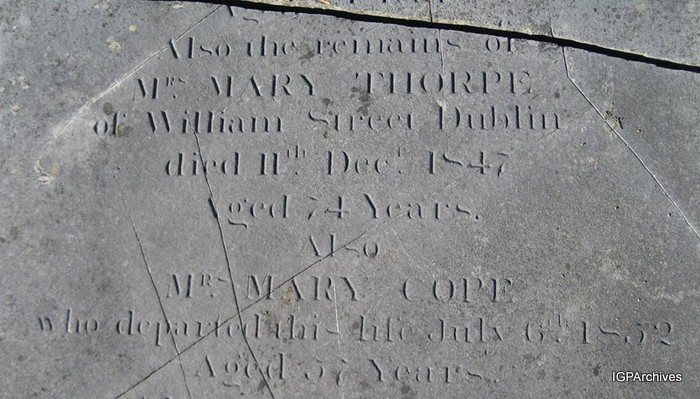 Also the remains of
Mrs. MARY THORPE
of William Street Dublin
died 11th. Decr. 1847
Aged 74 Years.
Also
Mrs. MARY COPE
who departed this life July 6th. 1852
Aged 57 Years.
IGPArchives